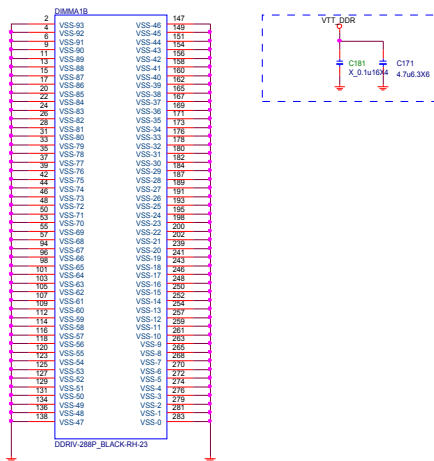 DIMMA1B
2 VSS-93 VSS-46 147
4 VSS-92 VSS-45 149
6 VSS-91 VSS-44 151
9 VSS-90 VSS-43 154
11 VSS-89 VSS-42 156
13 VSS-88 VSS-41 158
15 VSS-87 VSS-40 160
17 VSS-86 VSS-39 162
20 VSS-85 VSS-38 165
22 VSS-84 VSS-37 167
24 VSS-83 VSS-36 169
26 VSS-82 VSS-35 171
28 VSS-81 VSS-34 173
31 VSS-80 VSS-33 176
33 VSS-79 VSS-32 178
35 VSS-78 VSS-31 180
37 VSS-77 VSS-30 182
39 VSS-76 VSS-29 184
42 VSS-75 VSS-28 187
44 VSS-74 VSS-27 189
46 VSS-73 VSS-26 191
48 VSS-72 VSS-25 193
50 VSS-71 VSS-24 195
53 VSS-70 VSS-23 198
55 VSS-69 VSS-22 200
57 VSS-68 VSS-21 202
94 VSS-67 VSS-20 239
96 VSS-66 VSS-19 241
98 VSS-65 VSS-18 243
101 VSS-64 VSS-17 246
103 VSS-63 VSS-16 248
105 VSS-62 VSS-15 250
107 VSS-61 VSS-14 252
109 VSS-60 VSS-13 254
112 VSS-59 VSS-12 257
114 VSS-58 VSS-11 259
116 VSS-57 VSS-10 261
118 VSS-56 VSS-9 263
120 VSS-55 VSS-8 265
123 VSS-54 VSS-7 268
125 VSS-53 VSS-6 270
127 VSS-52 VSS-5 272
129 VSS-51 VSS-4 274
131 VSS-50 VSS-3 276
134 VSS-49 VSS-2 279
136 VSS-48 VSS-1 281
138 VSS-47 VSS-0 283
DDRIV-288P_BLACK-RH-23
VTT_DDR
C181
X_0.1u16X4
C171
4.7u6.3X6